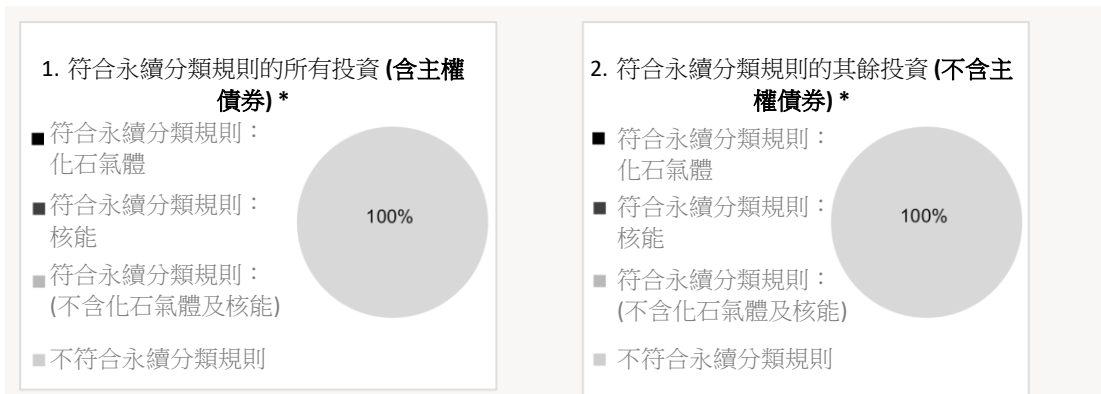 1. 符合永續分類規則的所有投資 (含主權
債券) *
符合永續分類規則：
化石氣體
符合永續分類規則：
核能
符合永續分類規則：
(不含化石氣體及核能)
不符合永續分類規則
100%
2. 符合永續分類規則的其餘投資 (不含主
權債券) *
符合永續分類規則：
化石氣體
符合永續分類規則：
核能
符合永續分類規則：
(不含化石氣體及核能)
不符合永續分類規則
100%